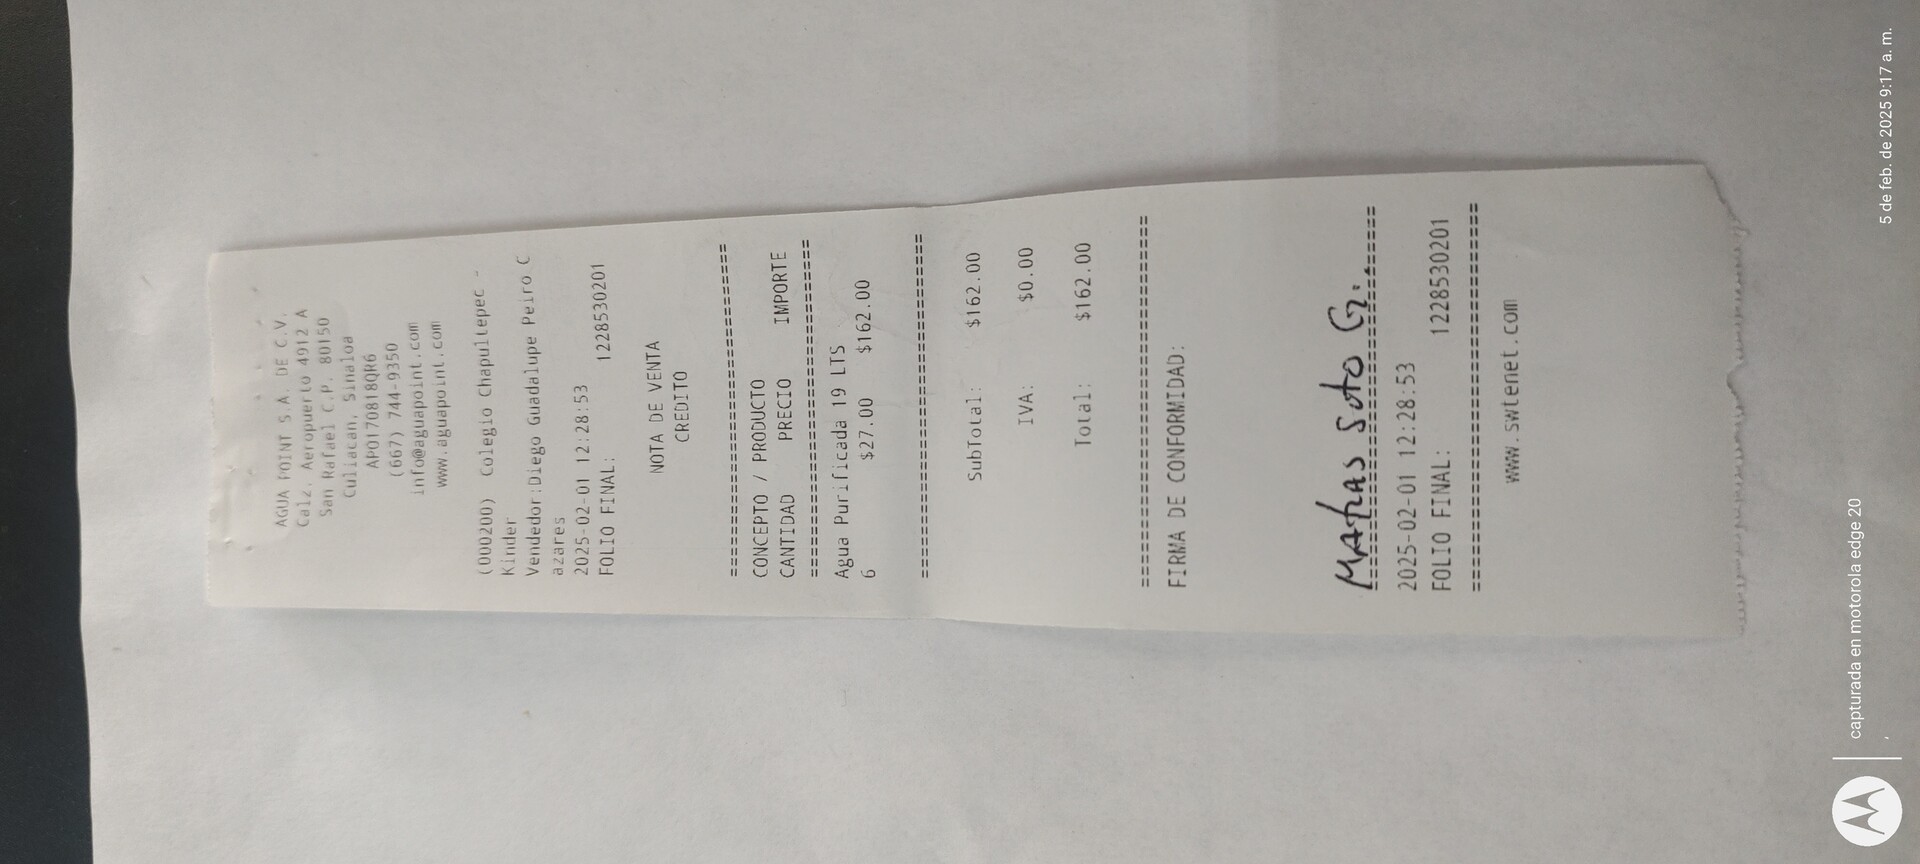 AGUA POINT S.A. DE C.V.
Calz. Aeropuerto 4912 A
San Rafael C.P. 80150
Culiacan, Sinaloa
APO170818QR6
(667) 744-9350
info@aguapoint.com
www.aguapoint.com
(000200) Colegio Chapultepec -
Kinder
Vendedor:Diego Guadalupe Peiro C
azares
2025-02-01 12:28:53
FOLIO FINAL: 1228530201
NOTA DE VENTA
CREDITO
================================
CONCEPTO / PRODUCTO
CANTIDAD PRECIO IMPORTE
================================
Agua Purificada 19 LTS
6 $27.00 $162.00
================================
SubTotal: $162.00
IVA: $0.00
Total: $162.00
================================
FIRMA DE CONFORMIDAD:
Matias Soto G.
================================
2025-02-01 12:28:53
FOLIO FINAL: 1228530201
================================
www.swtenet.com
capturada en motorola edge 20
5 de feb. de 2025 9:17 a. m.